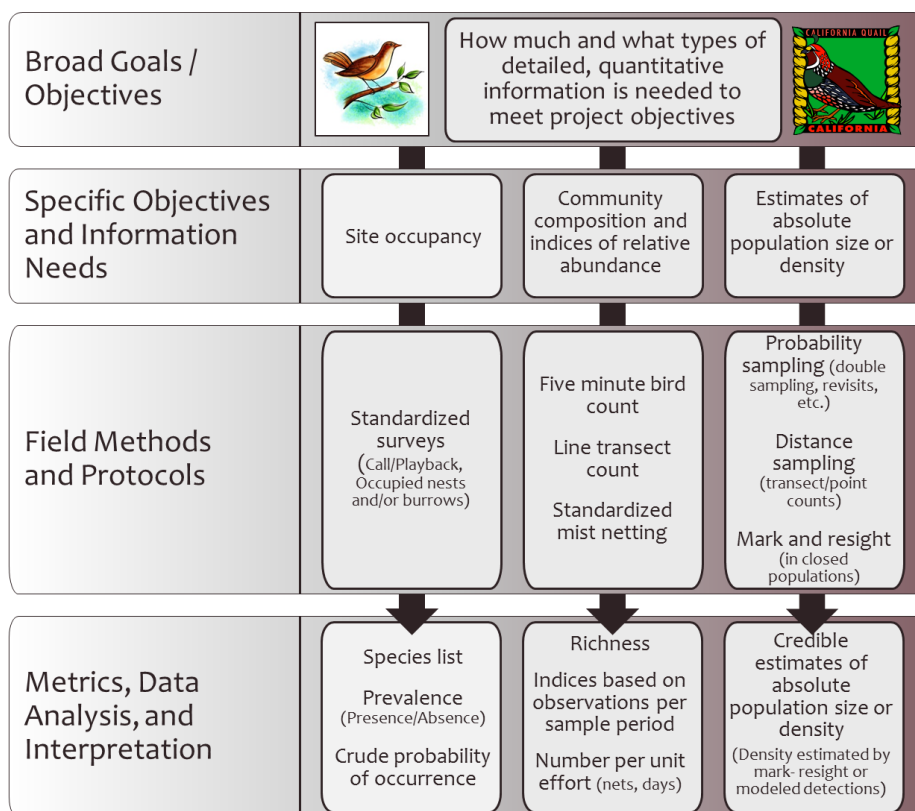 Broad Goals /
Objectives
How much and what types of
detailed, quantitative
information is needed to
meet project objectives
CALIFORNIA QUAIL
CALIFORNIA
Specific Objectives
and Information
Needs
Site occupancy
Community
composition and
indices of relative
abundance
Estimates of
absolute
population size or
density
Field Methods
and Protocols
Standardized
surveys
(Call/Playback,
Occupied nests
and/or burrows)
Five minute bird
count
Line transect
count
Standardized
mist netting
Probability
sampling (double
sampling, revisits,
etc.)
Distance
sampling
(transect/point
counts)
Mark and resight
(in closed
populations)
Metrics, Data
Analysis, and
Interpretation
Species list
Prevalence
(Presence/Absence)
Crude probability
of occurrence
Richness
Indices based on
observations per
sample period
Number per unit
effort (nets, days)
Credible
estimates of
absolute
population size or
density
(Density estimated by
mark- resight or
modeled detections)